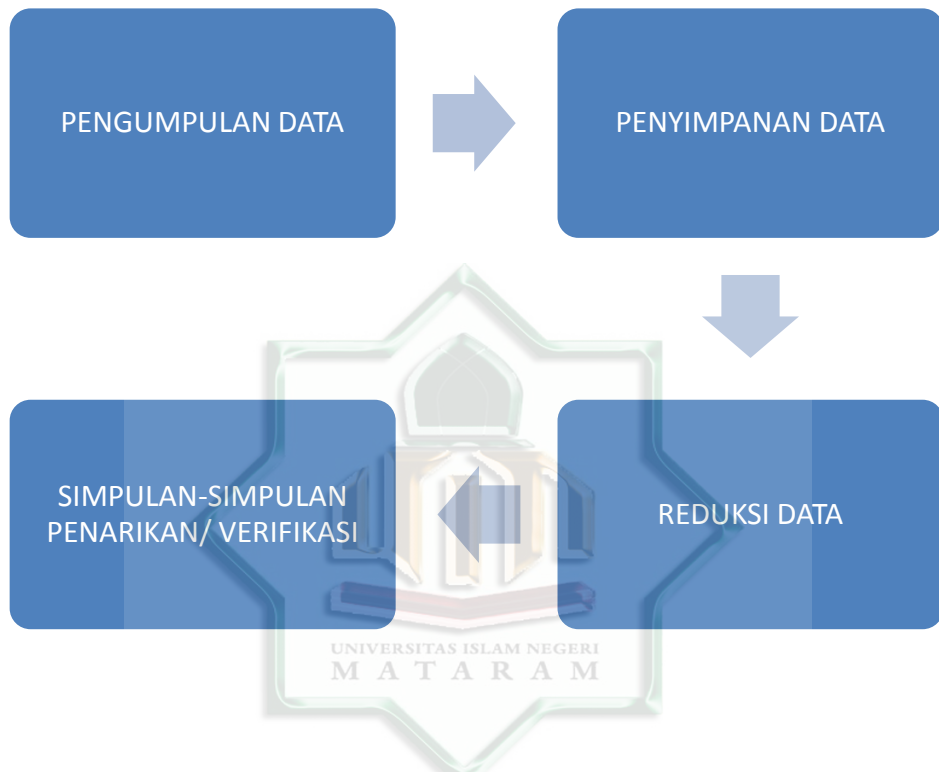 PENGUMPULAN DATA
PENYIMPANAN DATA
REDUKSI DATA
SIMPULAN-SIMPULAN
PENARIKAN/ VERIFIKASI
UNIVERSITAS ISLAM NEGERI
MATARAM